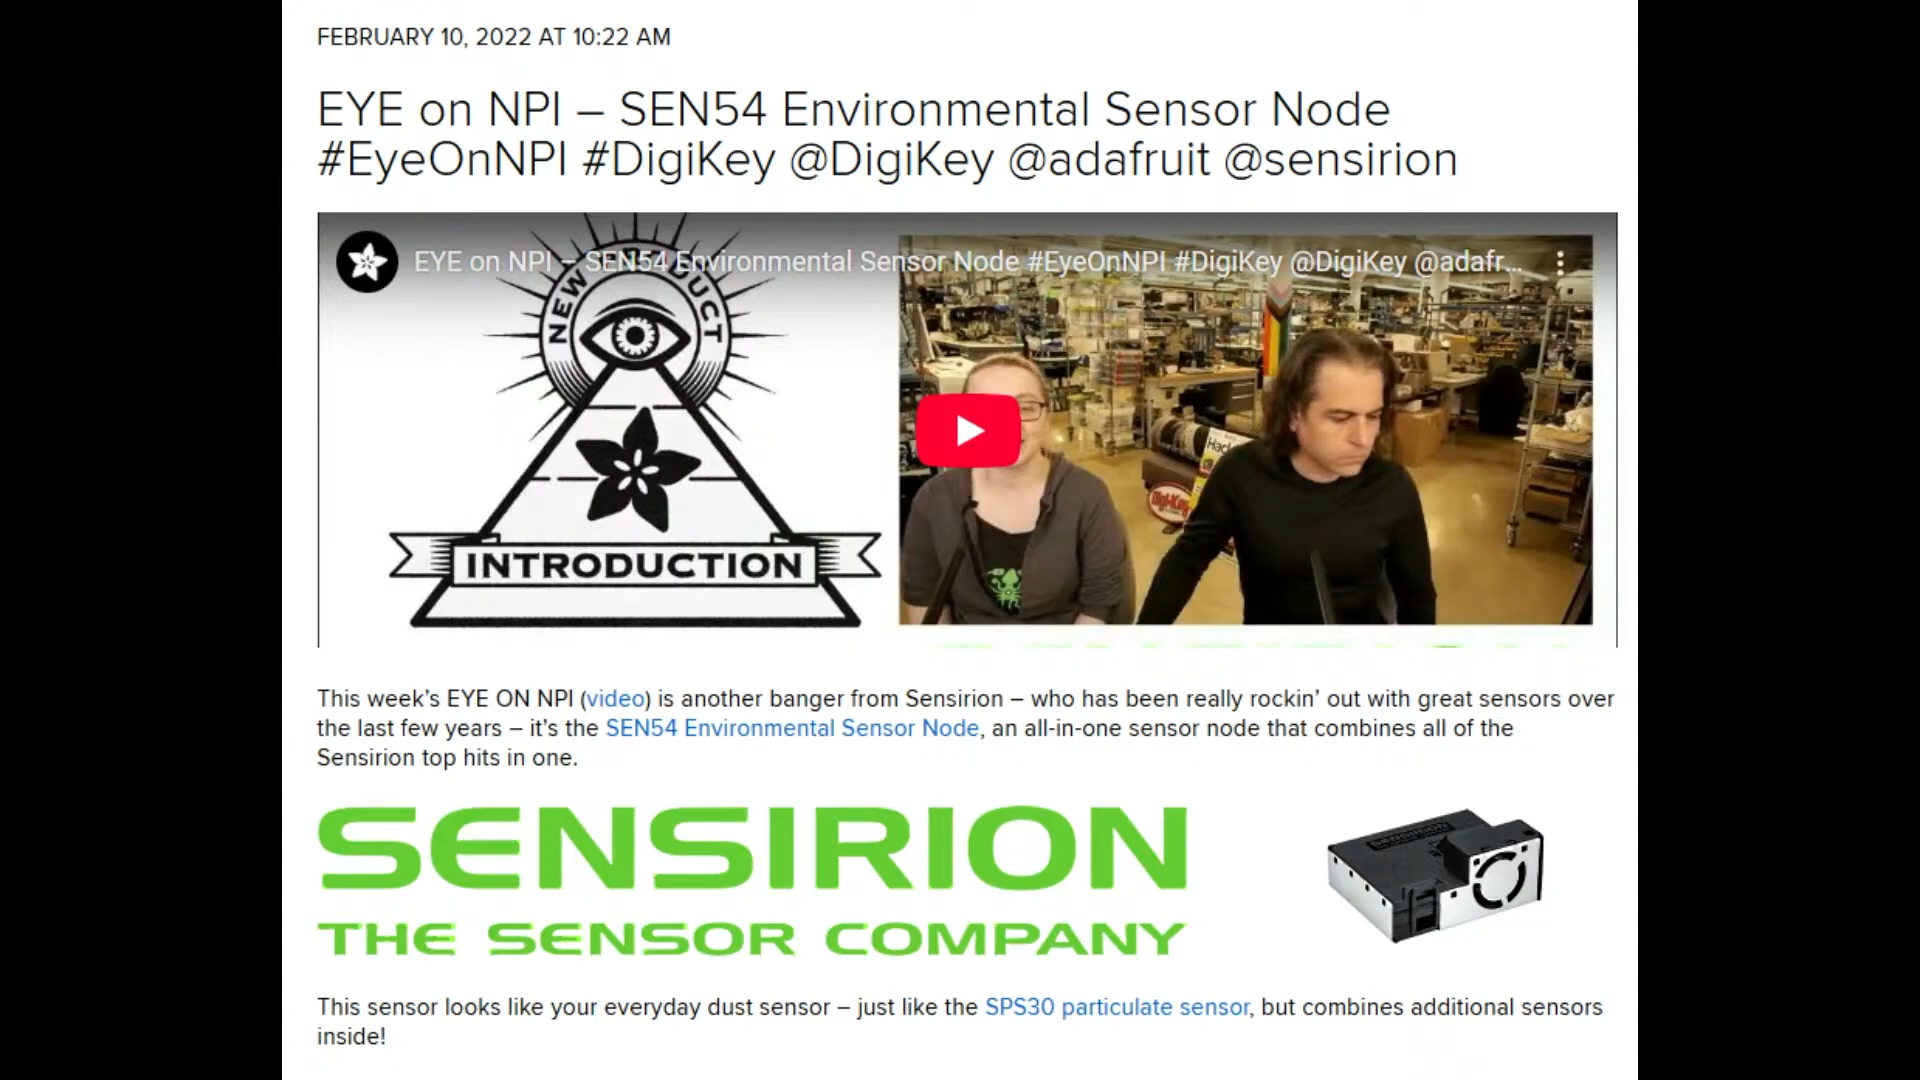 FEBRUARY 10, 2022 AT 10:22 AM
EYE on NPI – SEN54 Environmental Sensor Node
#EyeOnNPI #DigiKey @DigiKey @adafruit @sensirion
EYE on NPI – SEN54 Environmental Sensor Node #EyeOnNPI #DigiKey @DigiKey @adafr...
NEW
INTRODUCTION
Digi-Key
This week’s EYE ON NPI (video) is another banger from Sensirion – who has been really rockin’ out with great sensors over
the last few years – it’s the SEN54 Environmental Sensor Node, an all-in-one sensor node that combines all of the
Sensirion top hits in one.
SENSIRION
THE SENSOR COMPANY
SENSIRION
This sensor looks like your everyday dust sensor – just like the SPS30 particulate sensor, but combines additional sensors
inside!